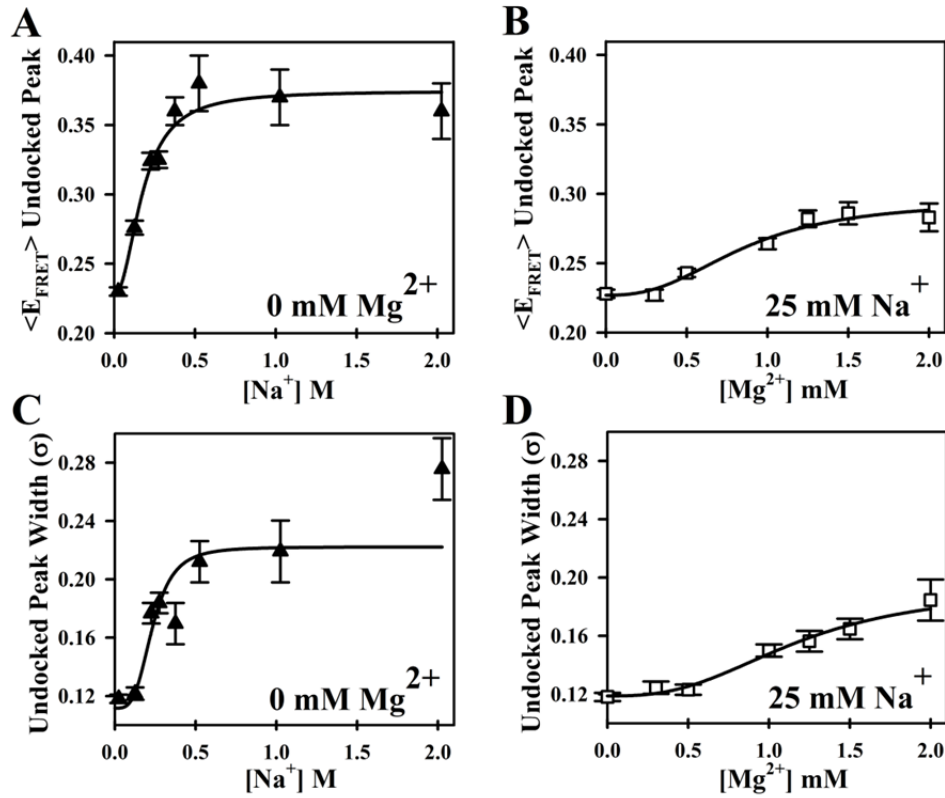 A
<E_FRET> Undocked Peak
0.40
0.35
0.30
0.25
0.20
0 mM Mg²⁺
0.0 0.5 1.0 1.5 2.0
[Na⁺] M
B
<E_FRET> Undocked Peak
0.40
0.35
0.30
0.25
0.20
25 mM Na⁺
0.0 0.5 1.0 1.5 2.0
[Mg²⁺] mM
C
Undocked Peak Width (σ)
0.28
0.24
0.20
0.16
0.12
0 mM Mg²⁺
0.0 0.5 1.0 1.5 2.0
[Na⁺] M
D
Undocked Peak Width (σ)
0.28
0.24
0.20
0.16
0.12
25 mM Na⁺
0.0 0.5 1.0 1.5 2.0
[Mg²⁺] mM